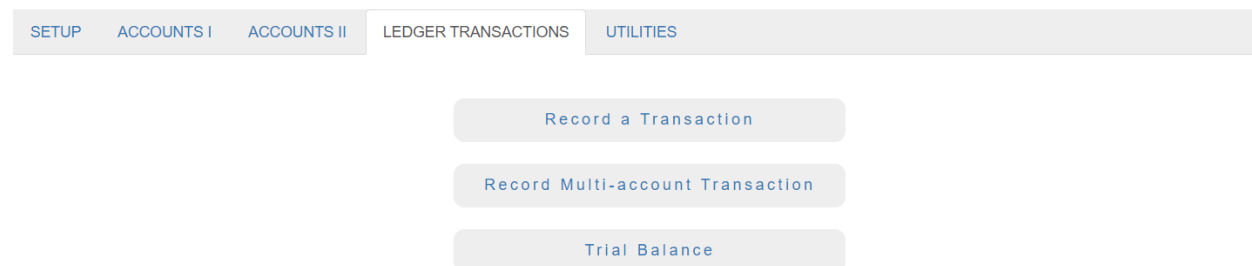 SETUP ACCOUNTS I ACCOUNTS II LEDGER TRANSACTIONS UTILITIES
Record a Transaction
Record Multi-account Transaction
Trial Balance